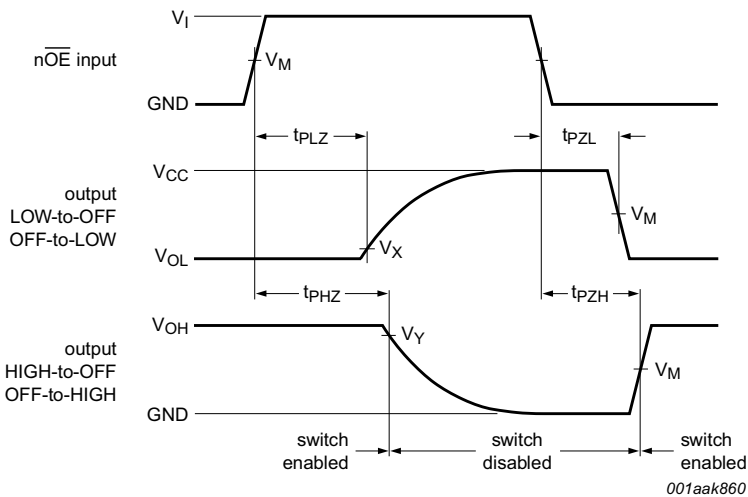 V_I
nO̅E̅ input
V_M
GND
t_PLZ
t_PZL
V_CC
output
LOW-to-OFF
OFF-to-LOW
V_M
V_X
V_OL
t_PHZ
t_PZH
V_OH
V_Y
output
HIGH-to-OFF
OFF-to-HIGH
V_M
GND
switch
enabled
switch
disabled
switch
enabled
001aak860